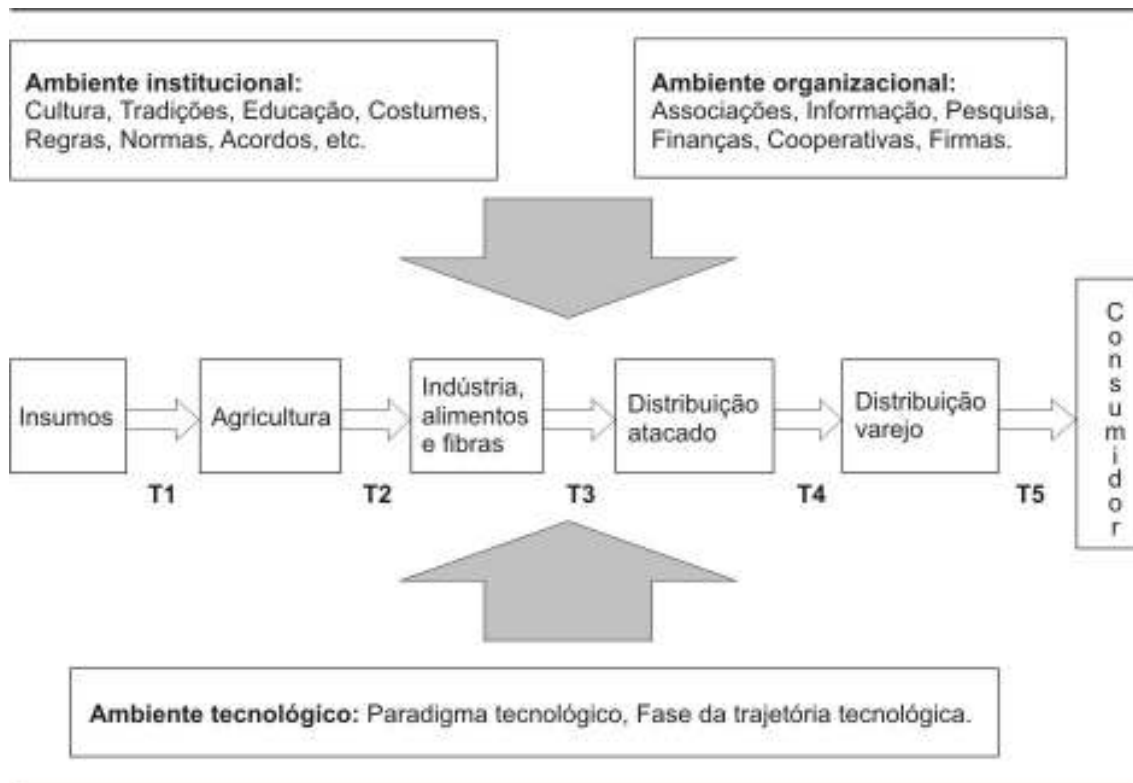 Ambiente institucional:
Cultura, Tradições, Educação, Costumes,
Regras, Normas, Acordos, etc.
Ambiente organizacional:
Associações, Informação, Pesquisa,
Finanças, Cooperativas, Firmas.
Insumos
Agricultura
Indústria,
alimentos
e fibras
Distribuição
atacado
Distribuição
varejo
Consumidor
T1
T2
T3
T4
T5
Ambiente tecnológico: Paradigma tecnológico, Fase da trajetória tecnológica.